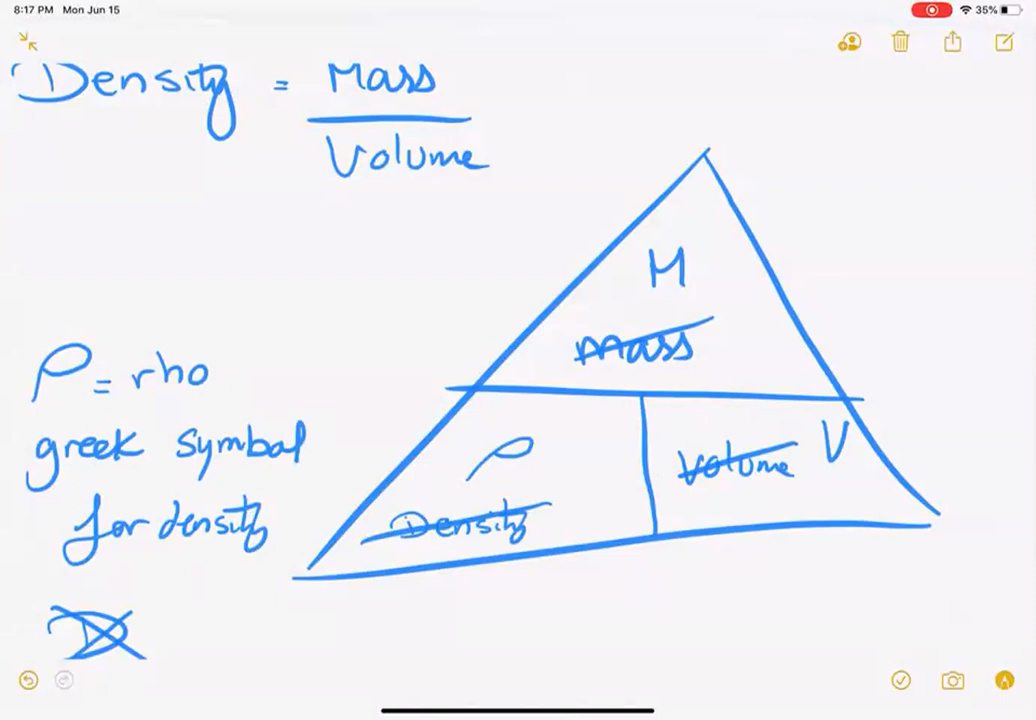 8:17 PM Mon Jun 15
35%
Density = Mass
Volume
M
mass
ρ = rho
greek symbol
for density
ρ
Density
volume V
D